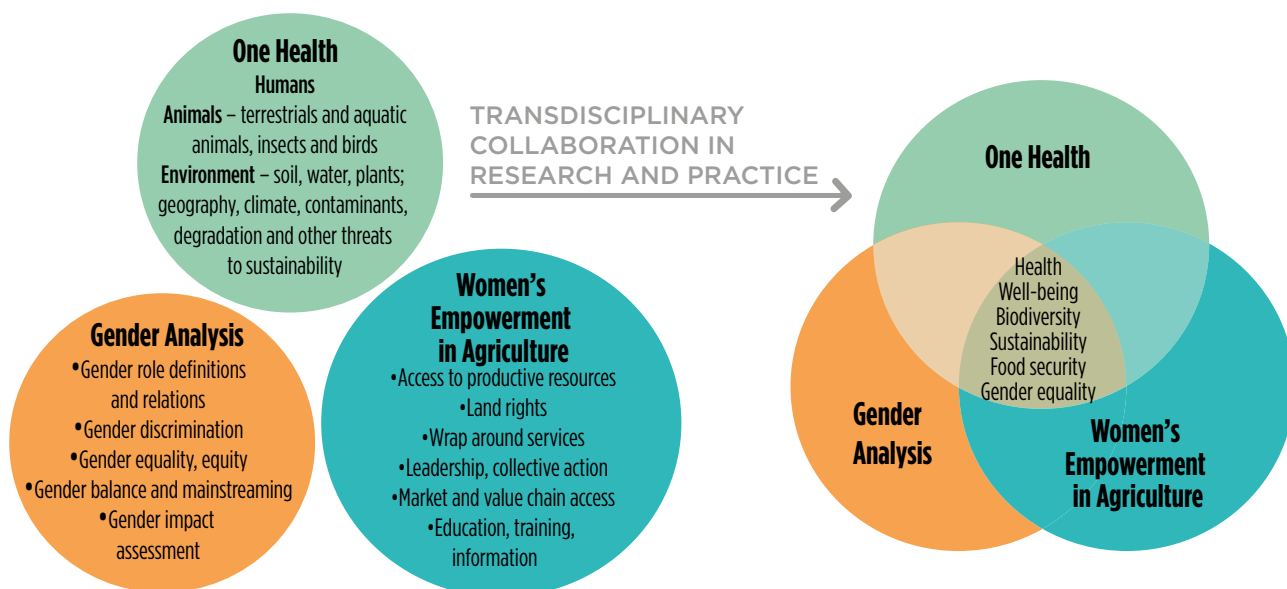 One Health
Humans
Animals – terrestrials and aquatic
animals, insects and birds
Environment – soil, water, plants;
geography, climate, contaminants,
degradation and other threats
to sustainability
Gender Analysis
•Gender role definitions
and relations
•Gender discrimination
•Gender equality, equity
•Gender balance and mainstreaming
•Gender impact
assessment
Women's
Empowerment
in Agriculture
•Access to productive resources
•Land rights
•Wrap around services
•Leadership, collective action
•Market and value chain access
•Education, training,
information
TRANSDISCIPLINARY
COLLABORATION IN
RESEARCH AND PRACTICE
One Health
Health
Well-being
Biodiversity
Sustainability
Food security
Gender equality
Gender
Analysis
Women's
Empowerment
in Agriculture